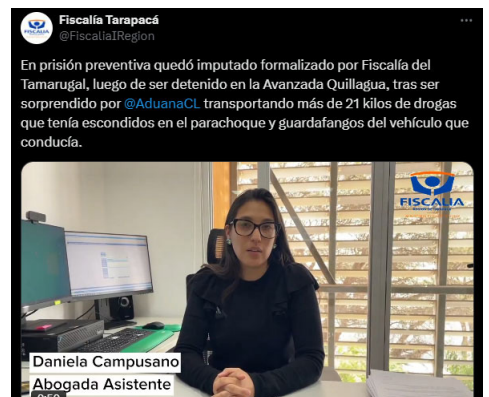 Fiscalía Tarapacá
@FiscaliaIRegion
En prisión preventiva quedó imputado formalizado por Fiscalía del
Tamarugal, luego de ser detenido en la Avanzada Quillagua, tras ser
sorprendido por @AduanaCL transportando más de 21 kilos de drogas
que tenía escondidos en el parachoque y guardafangos del vehículo que
conducía.
FISCALIA
Daniela Campusano
Abogada Asistente